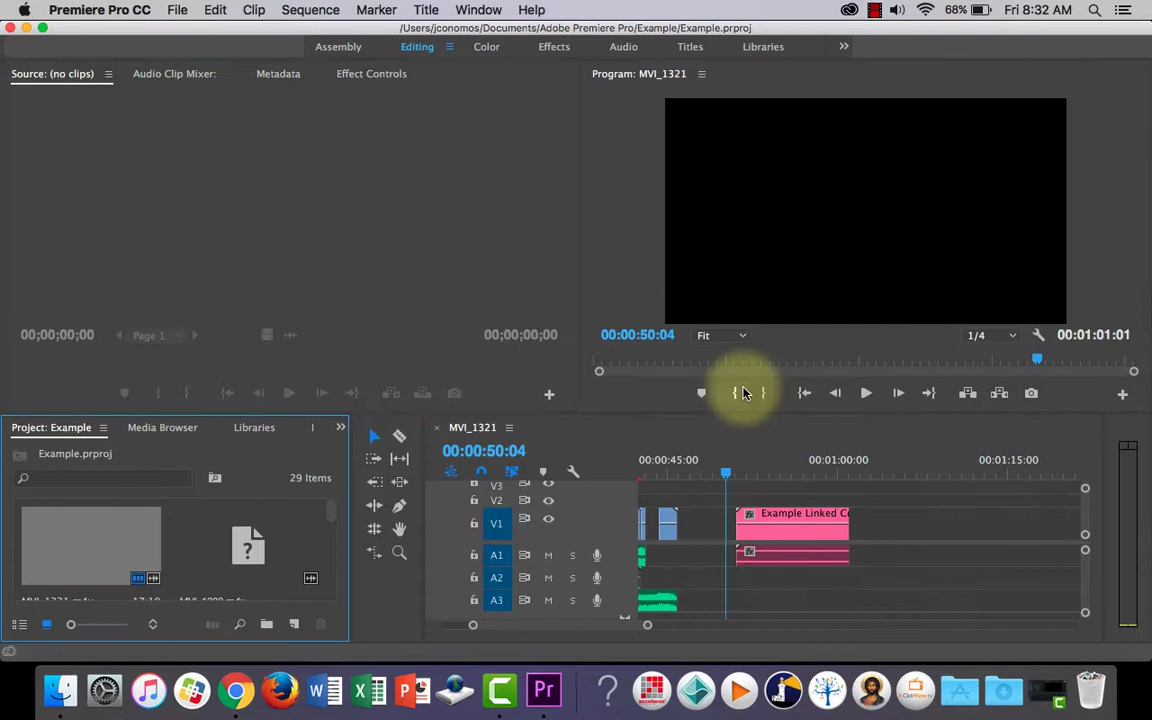 Premiere Pro CC File Edit Clip Sequence Marker Title Window Help 68% Fri 8:32 AM
/Users/jconomos/Documents/Adobe Premiere Pro/Example/Example.prproj
Assembly Editing Color Effects Audio Titles Libraries
Source: (no clips) Audio Clip Mixer: Metadata Effect Controls Program: MVI_1321
00;00;00;00 Page 1 00;00;00;00 00:00:50:04 Fit 1/4 00:01:01:01
Project: Example Media Browser Libraries I MVI_1321
Example.prproj 00:00:50:04
00:00:45:00 00:01:00:00 00:01:15:00
29 Items
V3
V2
V1 fx Example Linked C
A1 M S fx
A2 M S
A3 M S
Pr